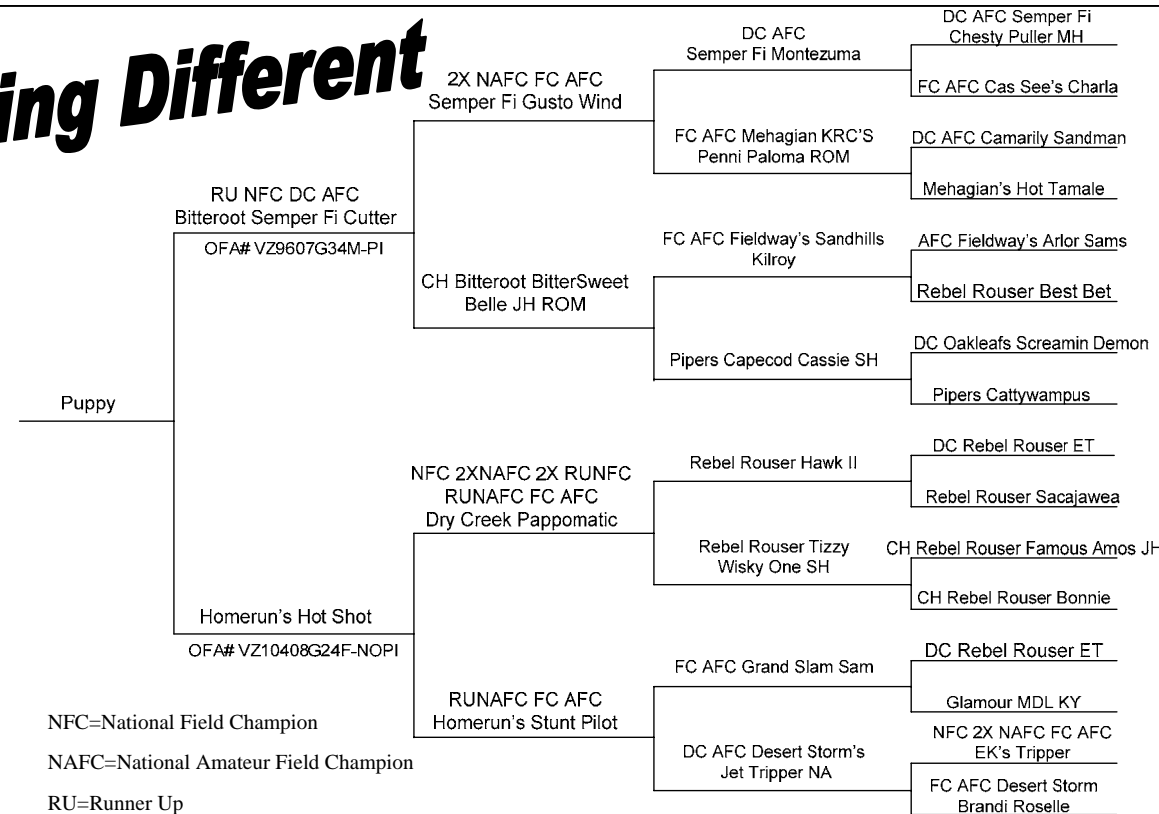 ing Different
DC AFC Semper Fi
Chesty Puller MH
DC AFC
Semper Fi Montezuma
FC AFC Cas See's Charla
2X NAFC FC AFC
Semper Fi Gusto Wind
FC AFC Mehagian KRC'S
Penni Paloma ROM
DC AFC Camarily Sandman
Mehagian's Hot Tamale
RU NFC DC AFC
Bitteroot Semper Fi Cutter
OFA# VZ9607G34M-PI
FC AFC Fieldway's Sandhills
Kilroy
AFC Fieldway's Arlor Sams
Rebel Rouser Best Bet
CH Bitteroot BitterSweet
Belle JH ROM
Pipers Capecod Cassie SH
DC Oakleafs Screamin Demon
Pipers Cattywampus
Puppy
NFC 2XNAFC 2X RUNFC
RUNAFC FC AFC
Dry Creek Pappomatic
Rebel Rouser Hawk II
DC Rebel Rouser ET
Rebel Rouser Sacajawea
Rebel Rouser Tizzy
Wisky One SH
CH Rebel Rouser Famous Amos JH
CH Rebel Rouser Bonnie
Homerun's Hot Shot
OFA# VZ10408G24F-NOPI
FC AFC Grand Slam Sam
DC Rebel Rouser ET
Glamour MDL KY
RUNAFC FC AFC
Homerun's Stunt Pilot
DC AFC Desert Storm's
Jet Tripper NA
NFC 2X NAFC FC AFC
EK's Tripper
FC AFC Desert Storm
Brandi Roselle
NFC=National Field Champion
NAFC=National Amateur Field Champion
RU=Runner Up